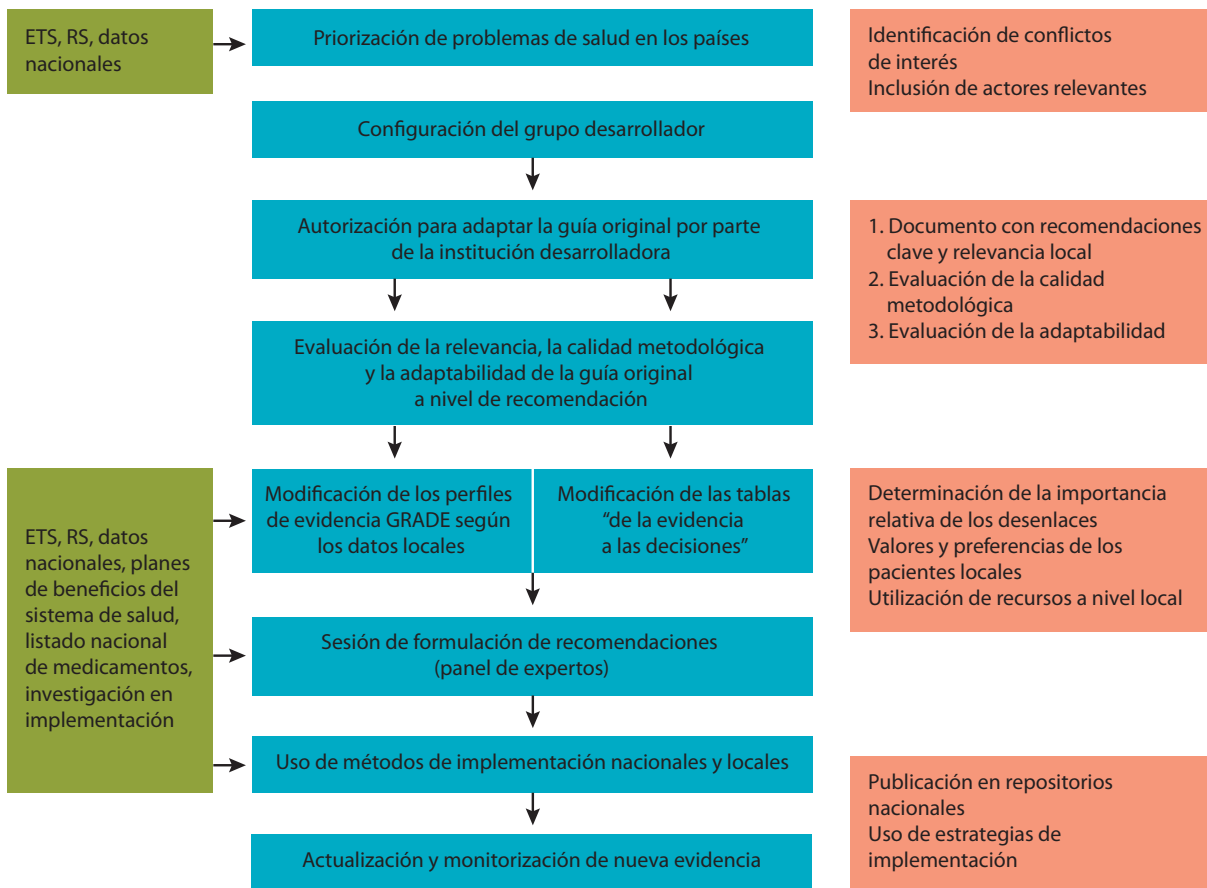 ETS, RS, datos
nacionales
Priorización de problemas de salud en los países
Identificación de conflictos
de interés
Inclusión de actores relevantes
Configuración del grupo desarrollador
Autorización para adaptar la guía original por parte
de la institución desarrolladora
1. Documento con recomendaciones
clave y relevancia local
2. Evaluación de la calidad
metodológica
3. Evaluación de la adaptabilidad
Evaluación de la relevancia, la calidad metodológica
y la adaptabilidad de la guía original
a nivel de recomendación
ETS, RS, datos
nacionales, planes
de beneficios del
sistema de salud,
listado nacional
de medicamentos,
investigación en
implementación
Modificación de los perfiles
de evidencia GRADE según
los datos locales
Modificación de las tablas
“de la evidencia
a las decisiones”
Determinación de la importancia
relativa de los desenlaces
Valores y preferencias de los
pacientes locales
Utilización de recursos a nivel local
Sesión de formulación de recomendaciones
(panel de expertos)
Uso de métodos de implementación nacionales y locales
Publicación en repositorios
nacionales
Uso de estrategias de
implementación
Actualización y monitorización de nueva evidencia